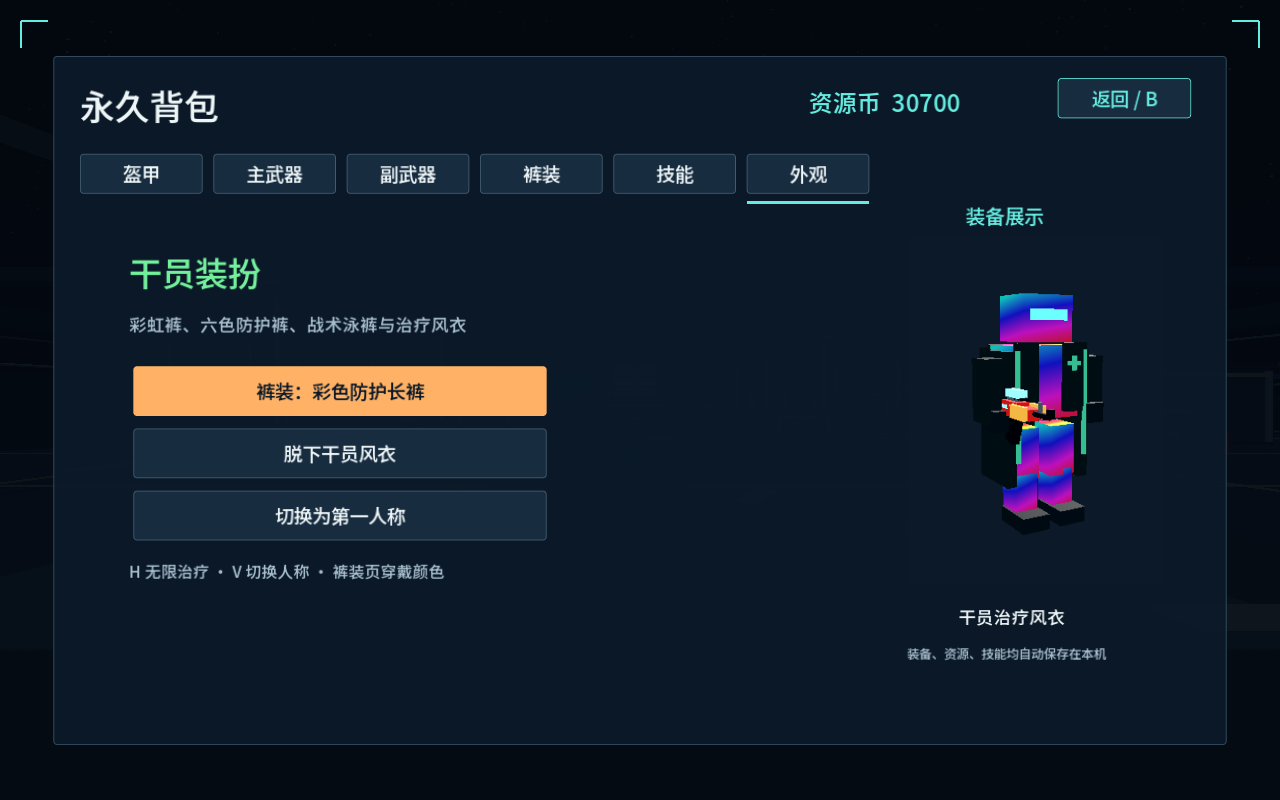 永久背包
资源币 30700
返回 / B
盔甲
主武器
副武器
裤装
技能
外观
装备展示
干员装扮
彩虹裤、六色防护裤、战术泳裤与治疗风衣
裤装：彩色防护长裤
脱下干员风衣
切换为第一人称
H 无限治疗 · V 切换人称 · 裤装页穿戴颜色
干员治疗风衣
装备、资源、技能均自动保存在本机